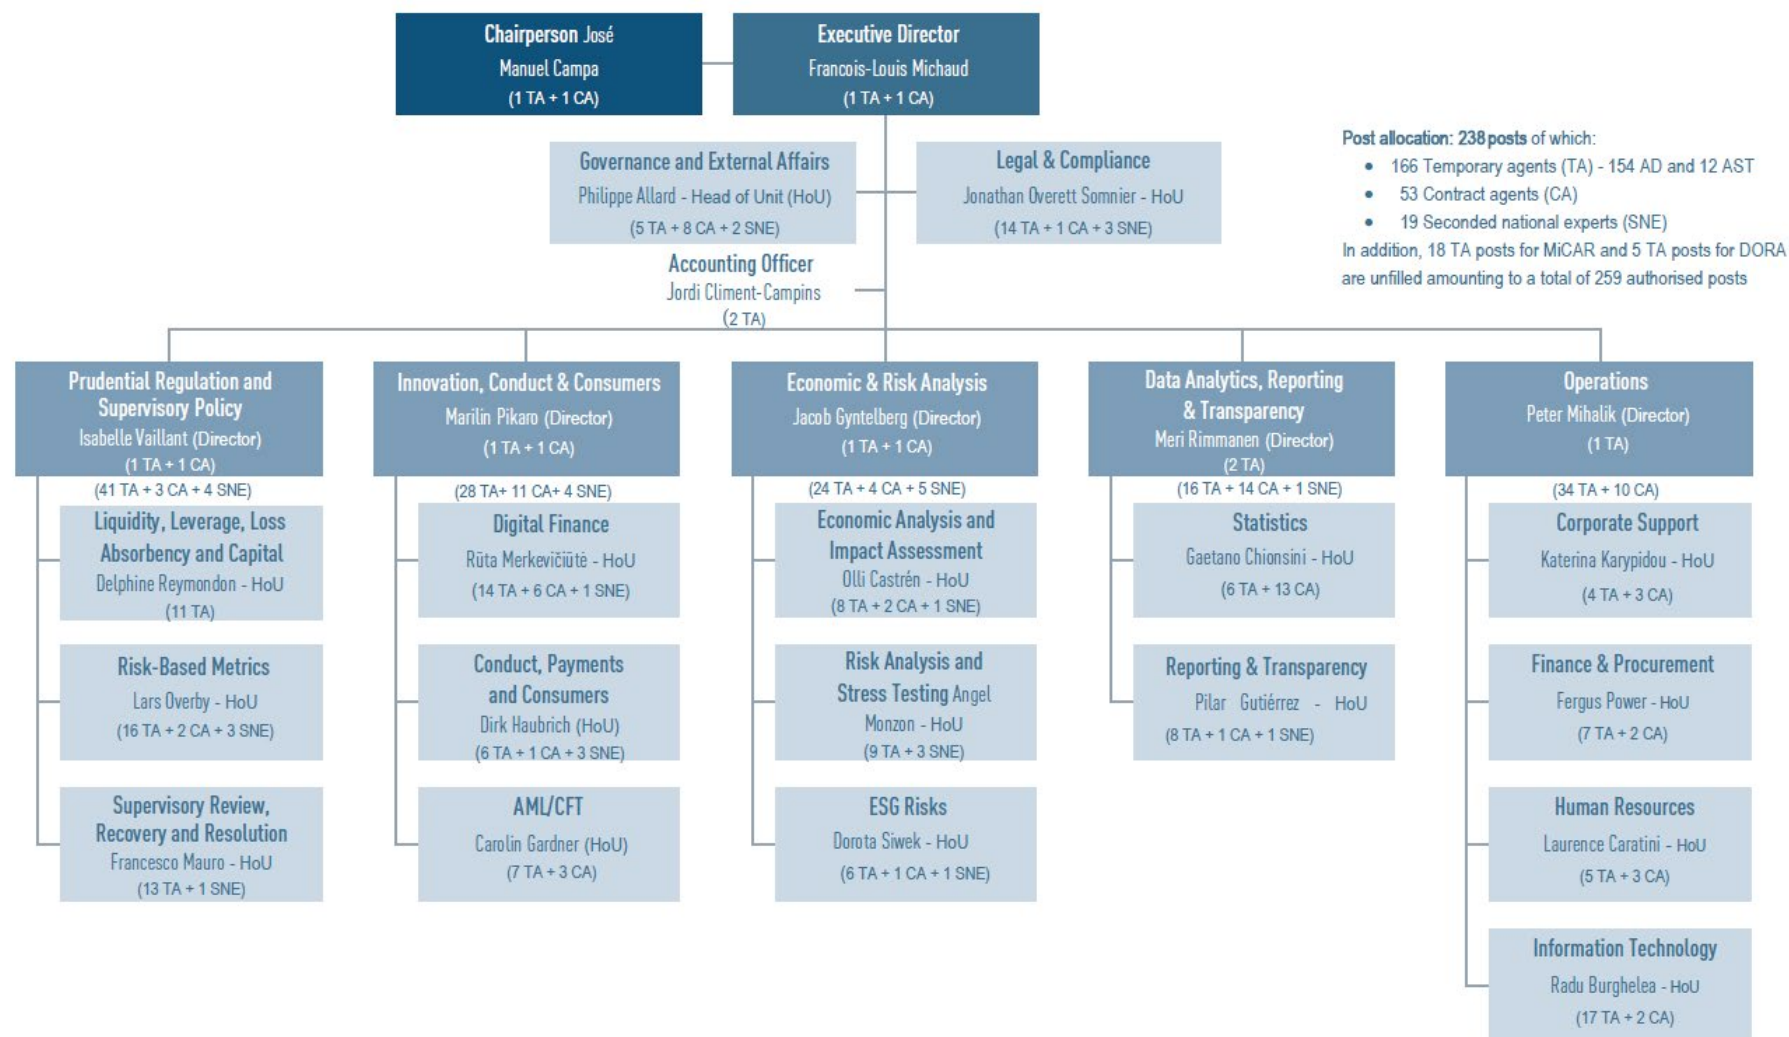 Chairperson José
Manuel Campa
(1 TA + 1 CA)
Executive Director
Francois-Louis Michaud
(1 TA + 1 CA)
Governance and External Affairs
Philippe Allard - Head of Unit (HoU)
(5 TA + 8 CA + 2 SNE)
Legal & Compliance
Jonathan Overett Somnier - HoU
(14 TA + 1 CA + 3 SNE)
Accounting Officer
Jordi Climent-Campins
(2 TA)
Post allocation: 238 posts of which:
• 166 Temporary agents (TA) - 154 AD and 12 AST
• 53 Contract agents (CA)
• 19 Seconded national experts (SNE)
In addition, 18 TA posts for MiCAR and 5 TA posts for DORA
are unfilled amounting to a total of 259 authorised posts
Prudential Regulation and
Supervisory Policy
Isabelle Vaillant (Director)
(1 TA + 1 CA)
(41 TA + 3 CA + 4 SNE)
Liquidity, Leverage, Loss
Absorbency and Capital
Delphine Reymondon - HoU
(11 TA)
Risk-Based Metrics
Lars Overby - HoU
(16 TA + 2 CA + 3 SNE)
Supervisory Review,
Recovery and Resolution
Francesco Mauro - HoU
(13 TA + 1 SNE)
Innovation, Conduct & Consumers
Marilin Pikaro (Director)
(1 TA + 1 CA)
(28 TA+ 11 CA+ 4 SNE)
Digital Finance
Rūta Merkevičiūtė - HoU
(14 TA + 6 CA + 1 SNE)
Conduct, Payments
and Consumers
Dirk Haubrich (HoU)
(6 TA + 1 CA + 3 SNE)
AML/CFT
Carolin Gardner (HoU)
(7 TA + 3 CA)
Economic & Risk Analysis
Jacob Gyntelberg (Director)
(1 TA + 1 CA)
(24 TA + 4 CA + 5 SNE)
Economic Analysis and
Impact Assessment
Olli Castrén - HoU
(8 TA + 2 CA + 1 SNE)
Risk Analysis and
Stress Testing Angel
Monzon - HoU
(9 TA + 3 SNE)
ESG Risks
Dorota Siwek - HoU
(6 TA + 1 CA + 1 SNE)
Data Analytics, Reporting
& Transparency
Meri Rimmanen (Director)
(2 TA)
(16 TA + 14 CA + 1 SNE)
Statistics
Gaetano Chionsini - HoU
(6 TA + 13 CA)
Reporting & Transparency
Pilar Gutiérrez - HoU
(8 TA + 1 CA + 1 SNE)
Operations
Peter Mihalik (Director)
(1 TA)
(34 TA + 10 CA)
Corporate Support
Katerina Karypidou - HoU
(4 TA + 3 CA)
Finance & Procurement
Fergus Power - HoU
(7 TA + 2 CA)
Human Resources
Laurence Caratini - HoU
(5 TA + 3 CA)
Information Technology
Radu Burghelea - HoU
(17 TA + 2 CA)